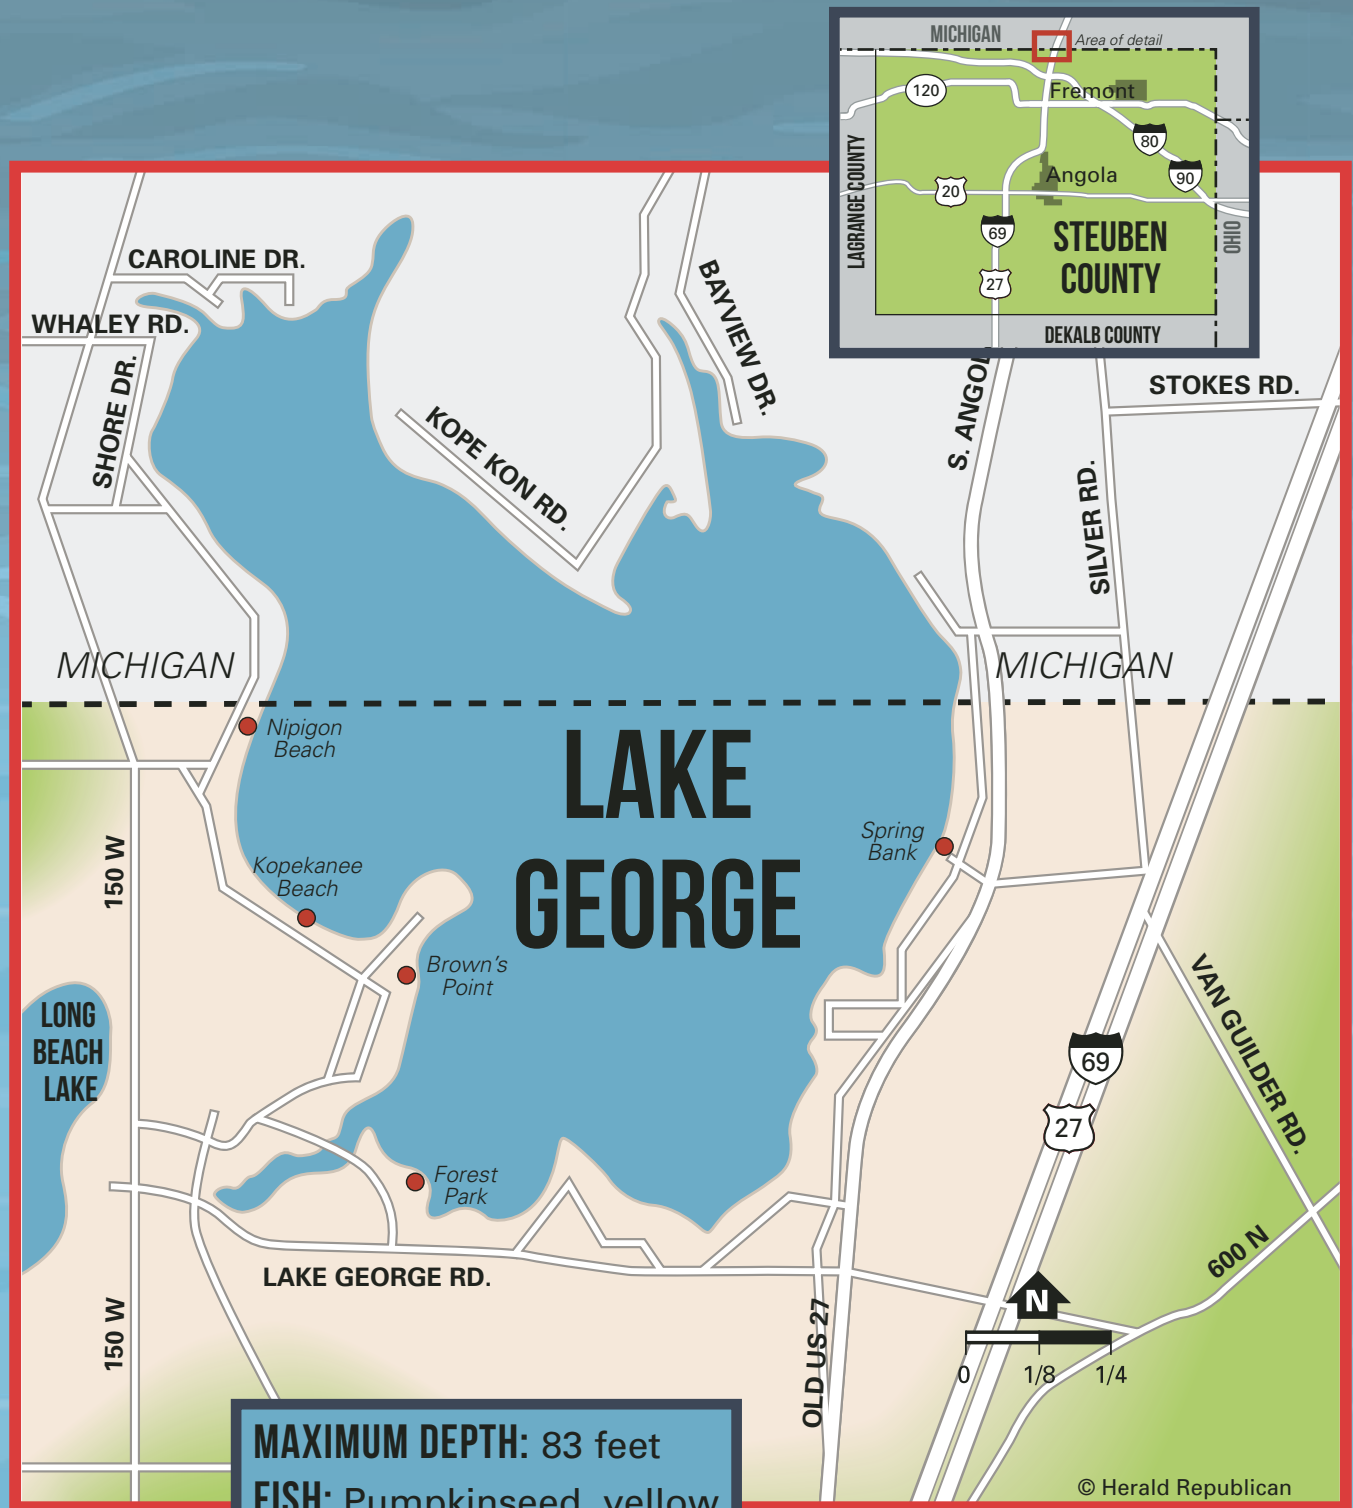 MICHIGAN
Area of detail
120
Fremont
80
LAGRANGE COUNTY
20
Angola
90
69
STEUBEN
COUNTY
OHIO
27
DEKALB COUNTY
CAROLINE DR.
WHALEY RD.
SHORE DR.
BAYVIEW DR.
KOPE KON RD.
S. ANGOL
STOKES RD.
SILVER RD.
MICHIGAN
MICHIGAN
Nipigon
Beach
LAKE
GEORGE
Spring
Bank
150 W
Kopekanee
Beach
Brown's
Point
LONG
BEACH
LAKE
VAN GUILDER RD.
69
27
Forest
Park
LAKE GEORGE RD.
600 N
150 W
OLD US 27
N
0 1/8 1/4
MAXIMUM DEPTH: 83 feet
FISH: Pumpkinseed, yellow
© Herald Republican